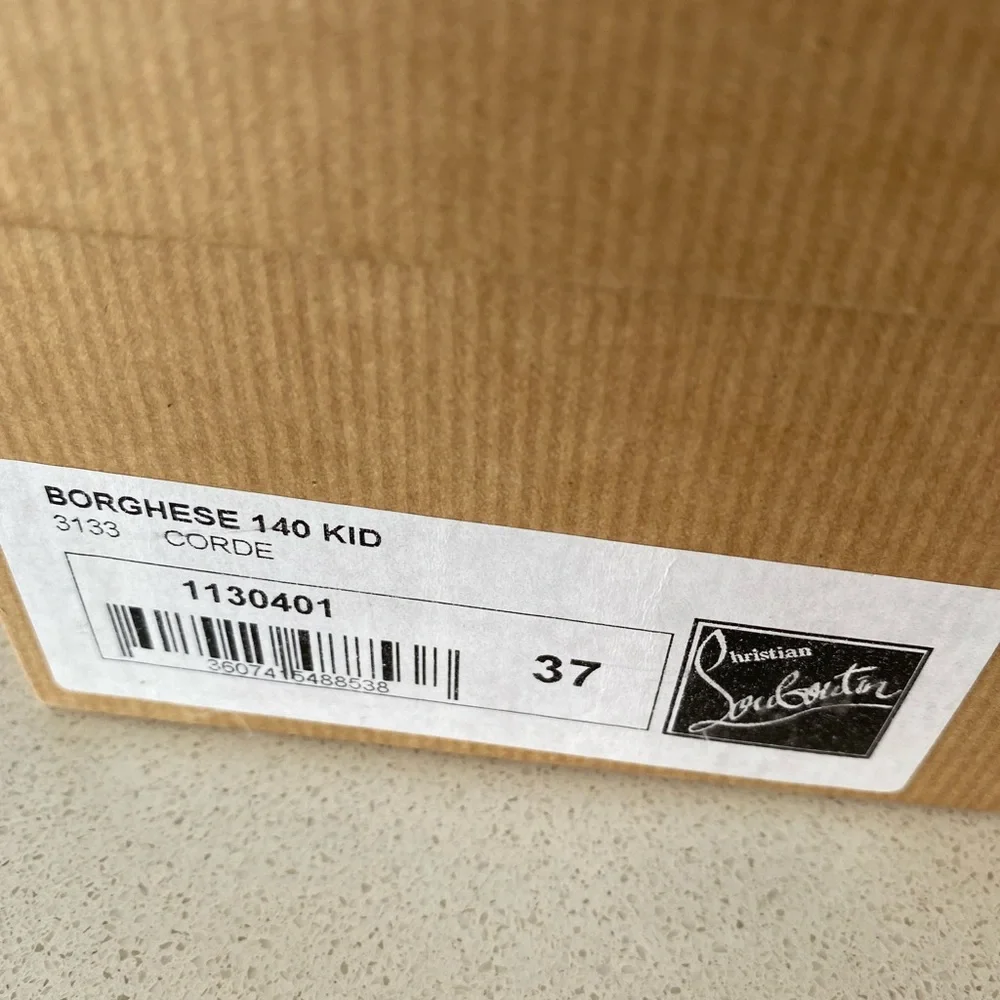 BORGHESE 140 KID
3133 CORDE
1130401
3607415488538
37
Christian
Louboutin